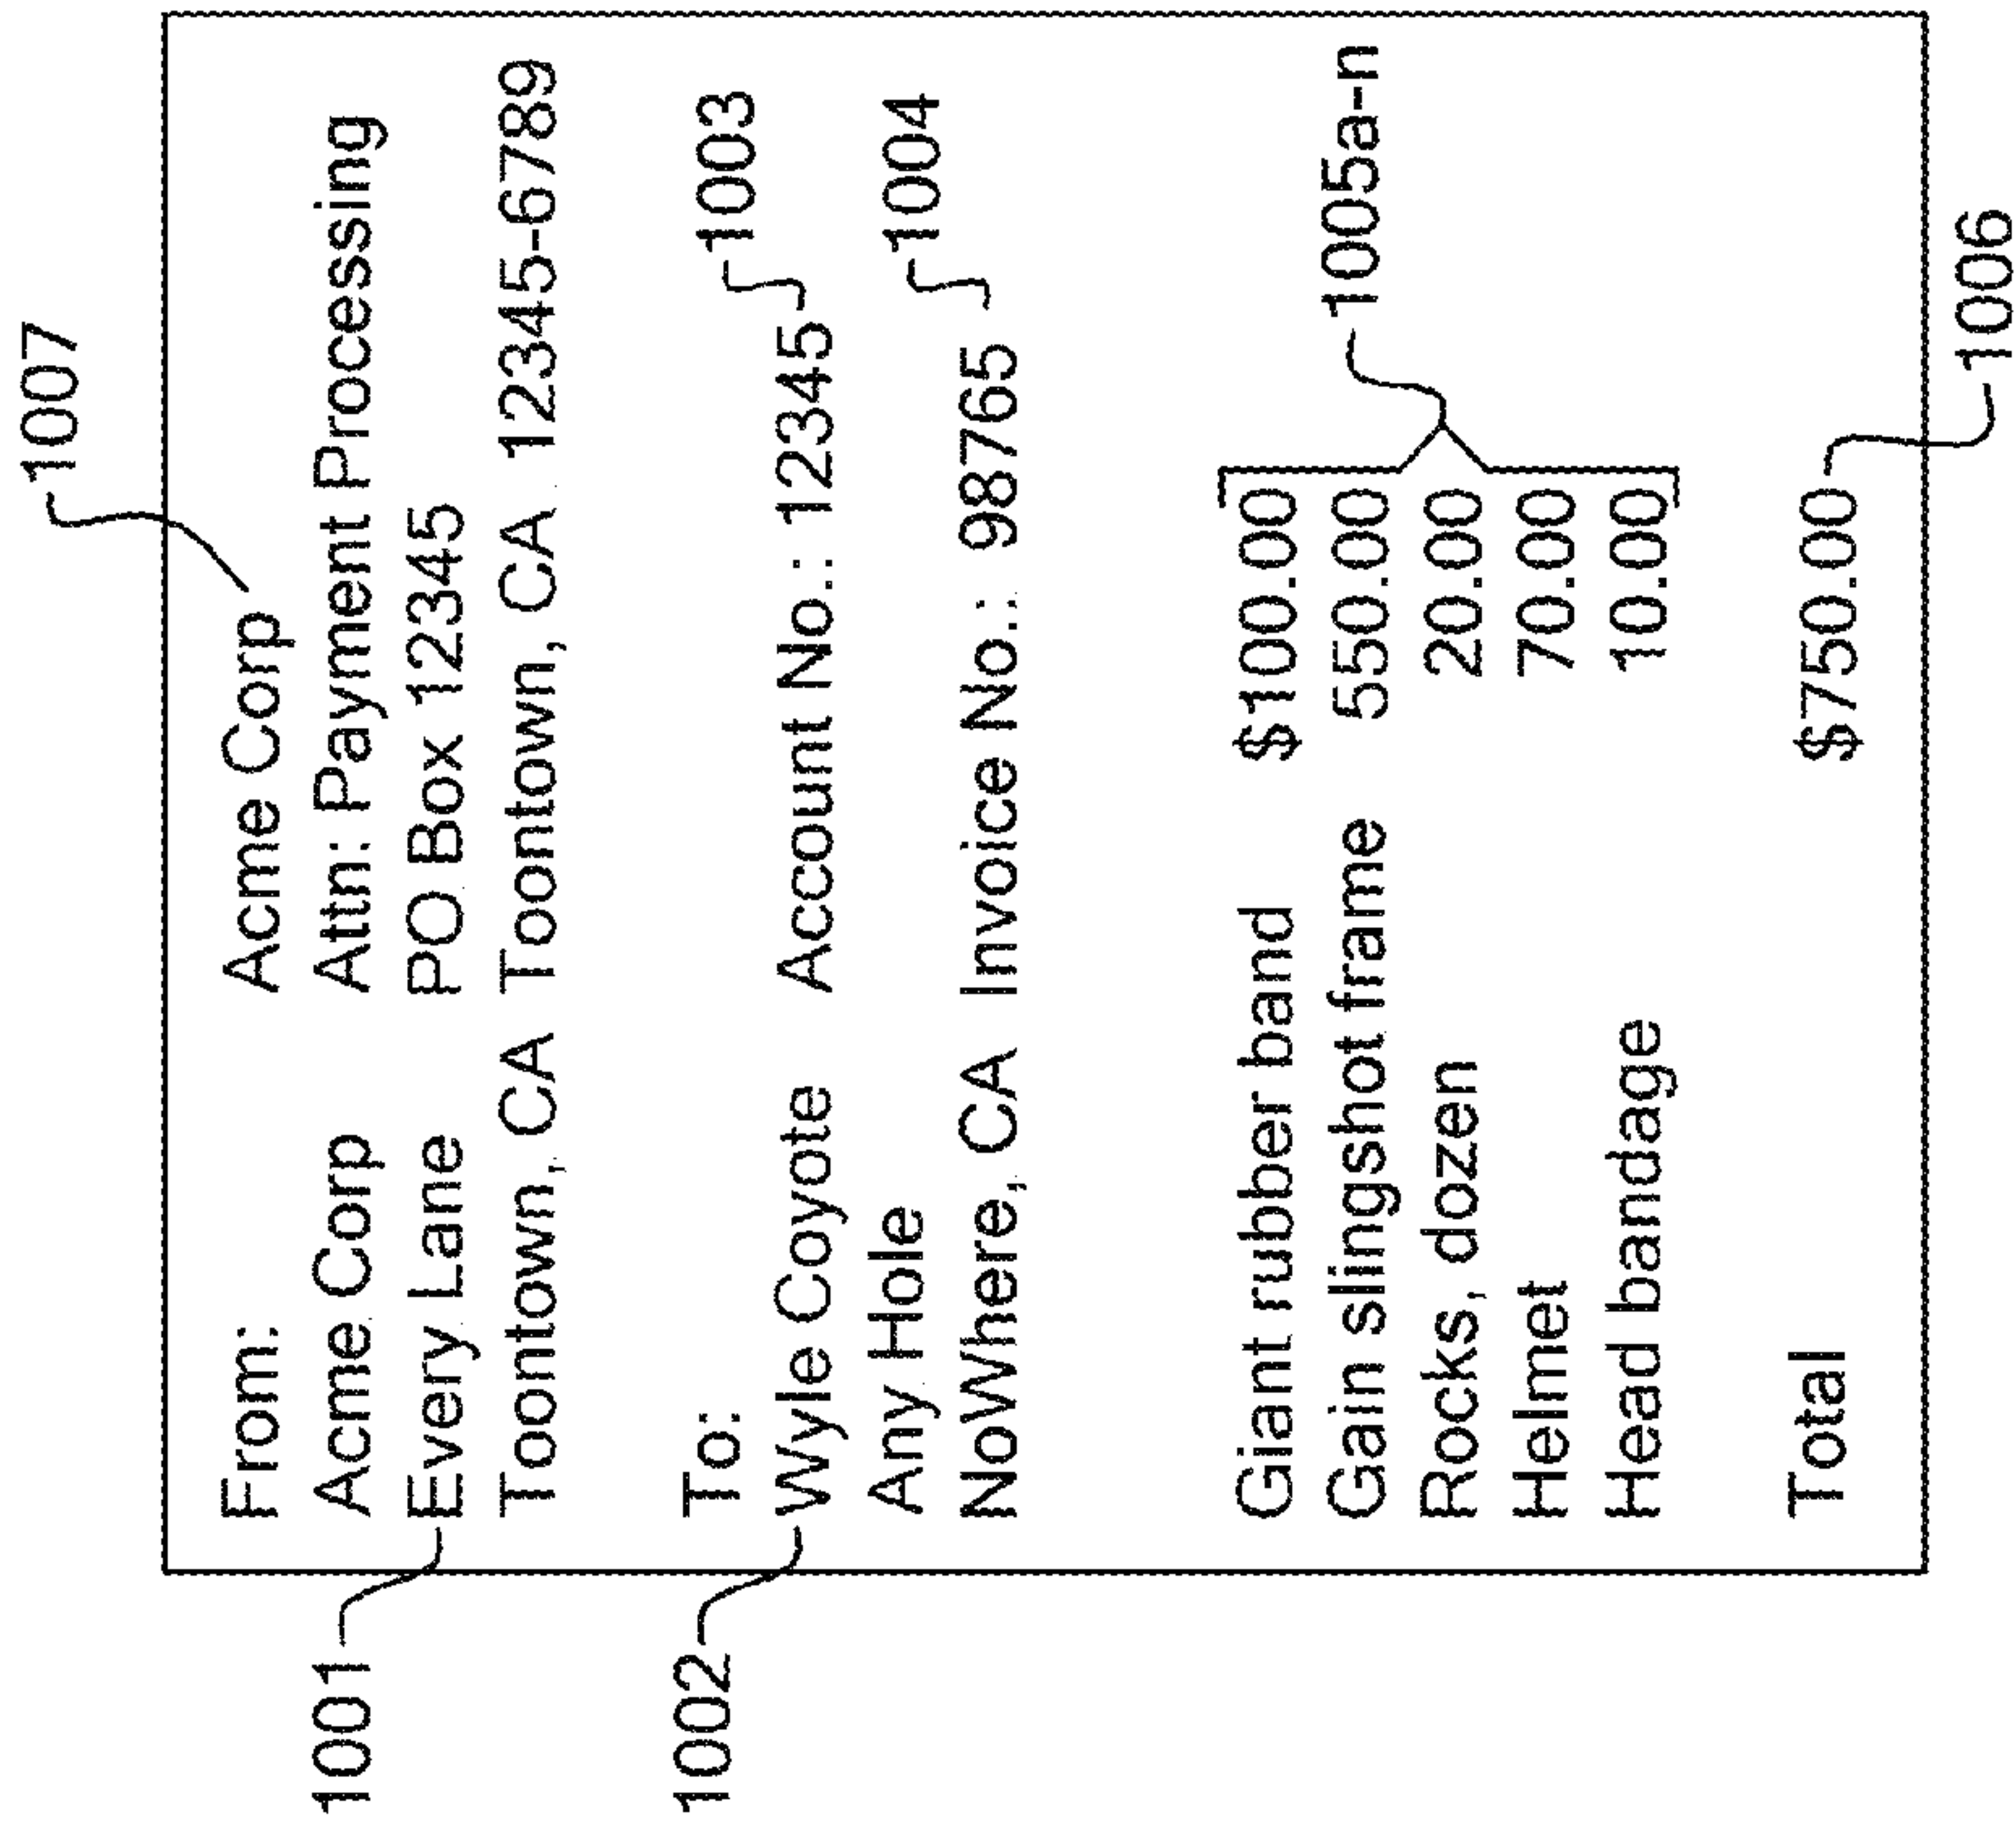 1007
From: Acme Corp
Acme Corp Attn: Payment Processing
1001 Every Lane PO Box 12345
Toontown, CA Toontown, CA 12345-6789
To:
1002 Wyle Coyote Account No.: 12345 1003
Any Hole
NoWhere, CA Invoice No.: 98765 1004
Giant rubber band $100.00
Gain slingshot frame 550.00
Rocks, dozen 20.00 1005a-n
Helmet 70.00
Head bandage 10.00
Total $750.00
1006